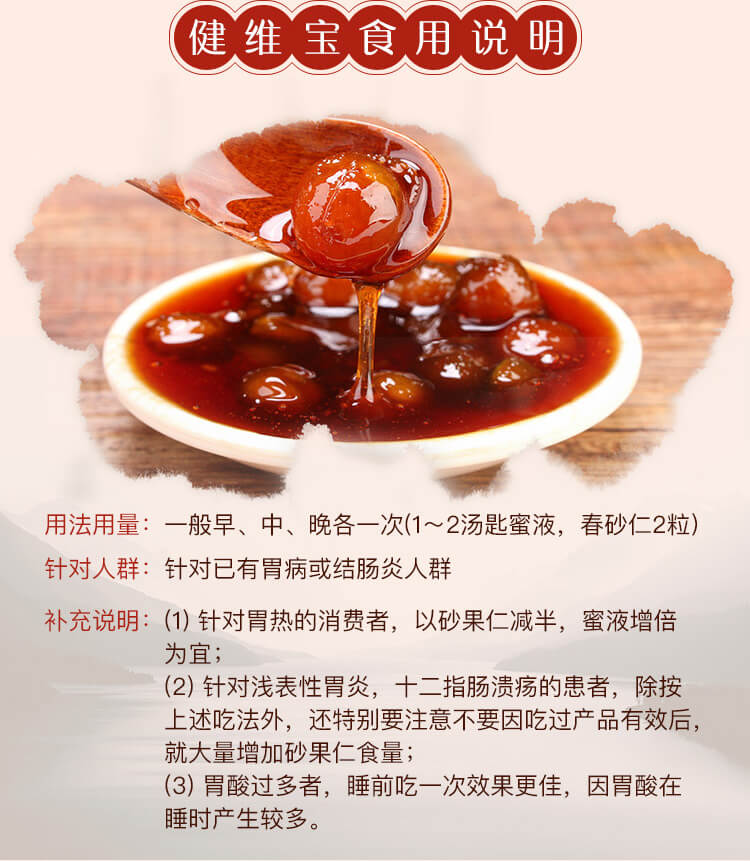 健维宝食用说明
用法用量：一般早、中、晚各一次(1～2汤匙蜜液，春砂仁2粒)
针对人群：针对已有胃病或结肠炎人群
补充说明：(1) 针对胃热的消费者，以砂果仁减半，蜜液增倍
为宜；
(2) 针对浅表性胃炎，十二指肠溃疡的患者，除按
上述吃法外，还特别要注意不要因吃过产品有效后，
就大量增加砂果仁食量；
(3) 胃酸过多者，睡前吃一次效果更佳，因胃酸在
睡时产生较多。